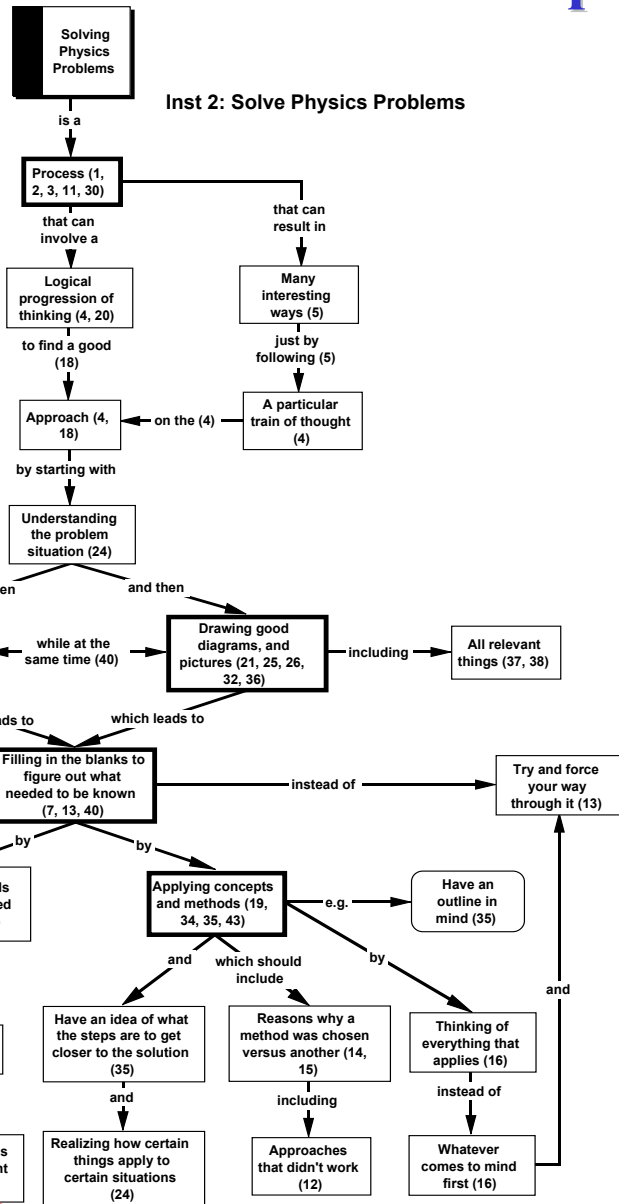 Solving
Physics
Problems
Inst 2: Solve Physics Problems
is a
Process (1,
2, 3, 11, 30)
that can
involve a
that can
result in
Logical
progression of
thinking (4, 20)
Many
interesting
ways (5)
to find a good
(18)
just by
following (5)
Approach (4,
18)
on the (4)
A particular
train of thought
(4)
by starting with
Understanding
the problem
situation (24)
en
and then
while at the
same time (40)
Drawing good
diagrams, and
pictures (21, 25, 26,
32, 36)
including
All relevant
things (37, 38)
ds to
which leads to
Filling in the blanks to
figure out what
needed to be known
(7, 13, 40)
instead of
Try and force
your way
through it (13)
by
by
ls
ed
Applying concepts
and methods (19,
34, 35, 43)
e.g.
Have an
outline in
mind (35)
and
which should
include
by
and
Have an idea of what
the steps are to get
closer to the solution
(35)
Reasons why a
method was chosen
versus another (14,
15)
Thinking of
everything that
applies (16)
and
including
instead of
s
nt
Realizing how certain
things apply to
certain situations
(24)
Approaches
that didn't work
(12)
Whatever
comes to mind
first (16)